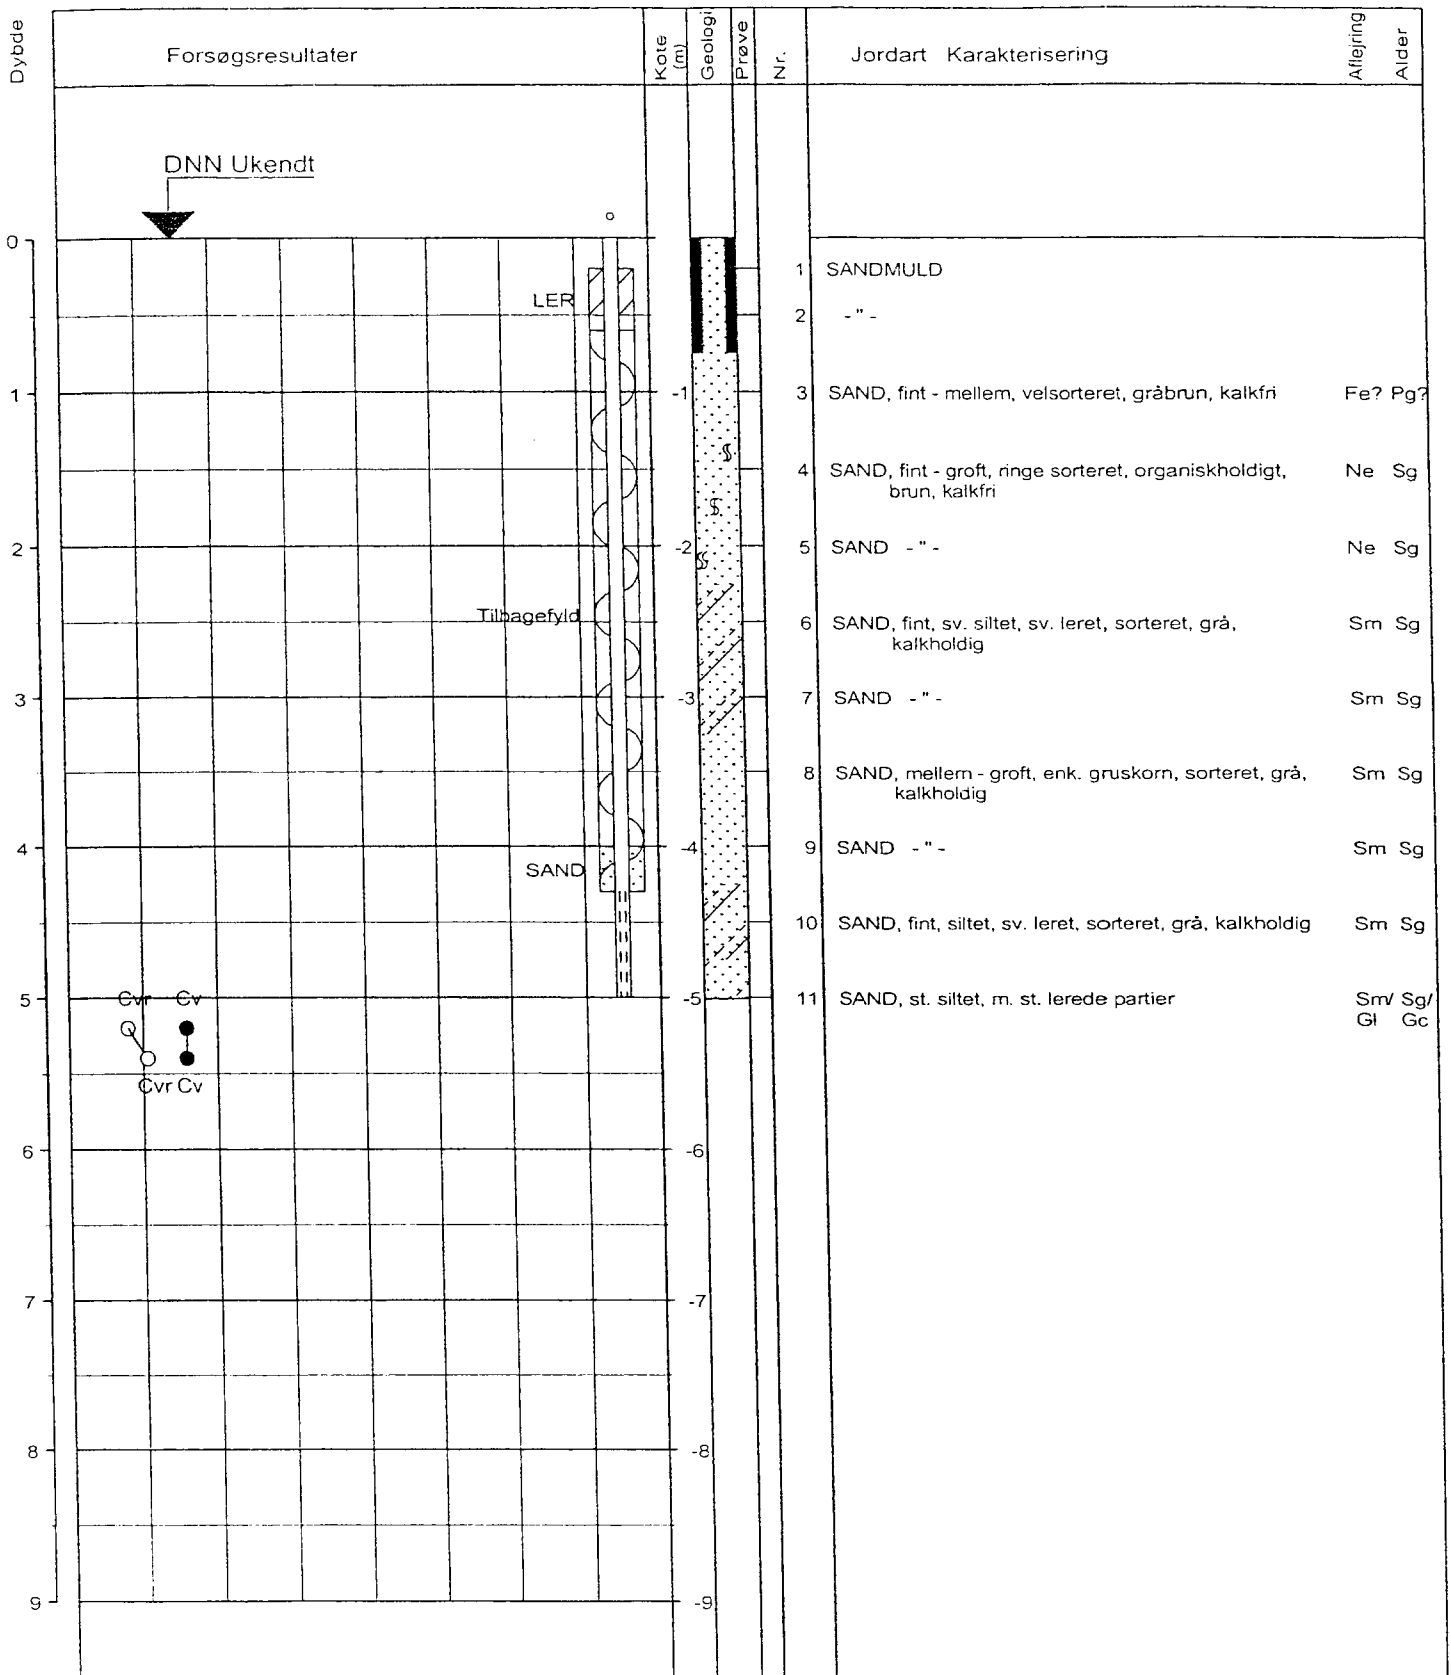 Dybde
Forsøgsresultater
Kote (m)
Geologi
Prøve
Nr.
Jordart Karakterisering
Aflejring
Alder
DNN Ukendt
0
1 SANDMULD
LER
2 - " -
1
-1
3 SAND, fint - mellem, velsorteret, gråbrun, kalkfri Fe? Pg?
4 SAND, fint - groft, ringe sorteret, organiskholdigt, Ne Sg
brun, kalkfri
2
-2
5 SAND - " - Ne Sg
Tilbagefyld
6 SAND, fint, sv. siltet, sv. leret, sorteret, grå, Sm Sg
kalkholdig
3
-3
7 SAND - " - Sm Sg
8 SAND, mellem - groft, enk. gruskorn, sorteret, grå, Sm Sg
kalkholdig
4
-4
9 SAND - " - Sm Sg
SAND
10 SAND, fint, siltet, sv. leret, sorteret, grå, kalkholdig Sm Sg
5
Cvr Cv
-5
11 SAND, st. siltet, m. st. lerede partier Sm/ Sg/
Gl Gc
Cvr Cv
6
-6
7
-7
8
-8
9
-9